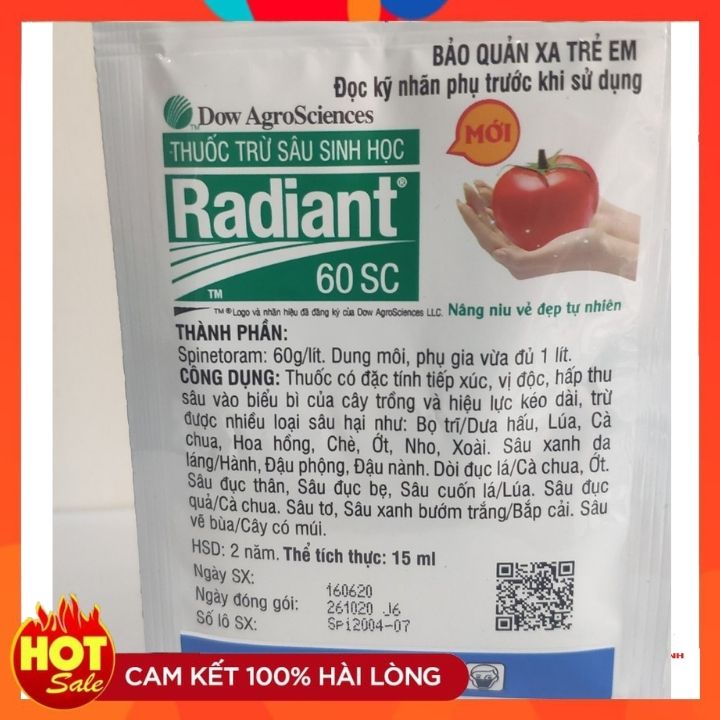 BẢO QUẢN XA TRẺ EM
Đọc kỹ nhãn phụ trước khi sử dụng
Dow AgroSciences
TM
MỚI
THUỐC TRỪ SÂU SINH HỌC
Radiant®
60 SC
TM
TM ® Logo và nhãn hiệu đã đăng ký của Dow AgroSciences LLC.
Nâng niu vẻ đẹp tự nhiên
THÀNH PHẦN:
Spinetoram: 60g/lít. Dung môi, phụ gia vừa đủ 1 lít.
CÔNG DỤNG: Thuốc có đặc tính tiếp xúc, vị độc, hấp thu
sâu vào biểu bì của cây trồng và hiệu lực kéo dài, trừ
được nhiều loại sâu hại như: Bọ trĩ/Dưa hấu, Lúa, Cà
chua, Hoa hồng, Chè, Ớt, Nho, Xoài. Sâu xanh da
láng/Hành, Đậu phộng, Đậu nành. Dòi đục lá/Cà chua, Ớt.
Sâu đục thân, Sâu đục bẹ, Sâu cuốn lá/Lúa. Sâu đục
quả/Cà chua. Sâu tơ, Sâu xanh bướm trắng/Bắp cải. Sâu
vẽ bùa/Cây có múi.
HSD: 2 năm. Thể tích thực: 15 ml
Ngày SX: 160620
Ngày đóng gói: 261020 J6
Số lô SX: Spi2004-07
HOT
Sale
CAM KẾT 100% HÀI LÒNG